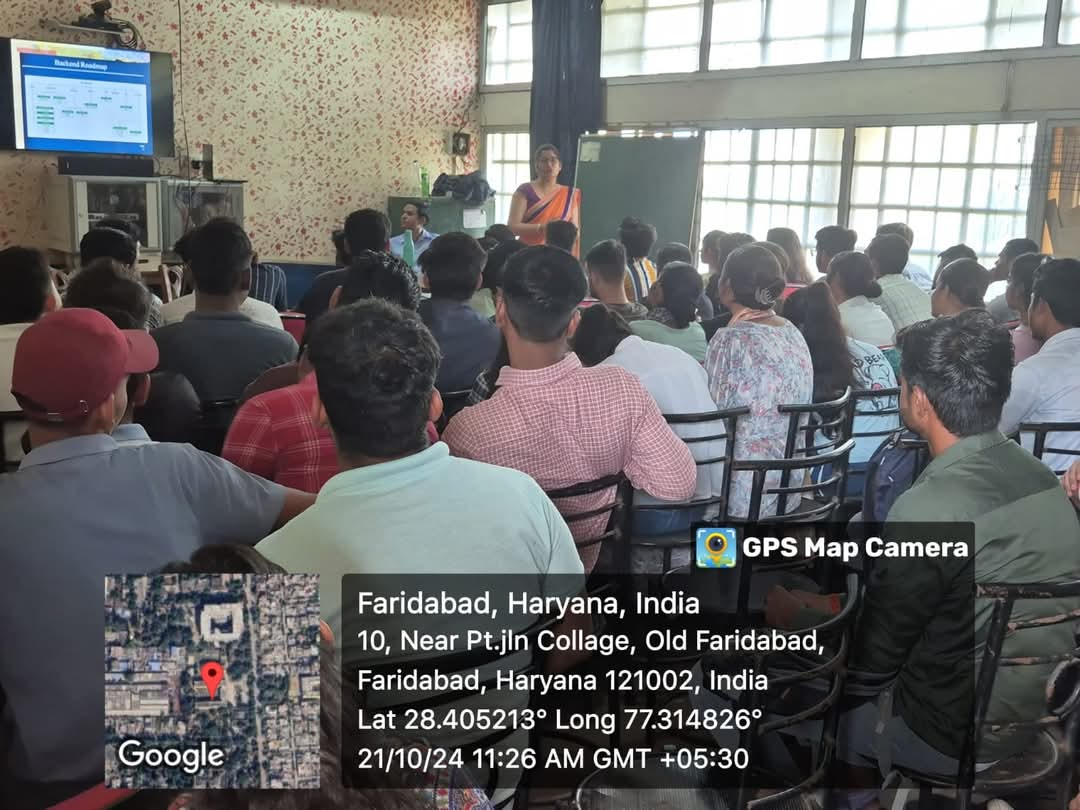 Backend Roadmap
GPS Map Camera
Faridabad, Haryana, India
10, Near Pt.jln Collage, Old Faridabad,
Faridabad, Haryana 121002, India
Lat 28.405213° Long 77.314826°
21/10/24 11:26 AM GMT +05:30
Google